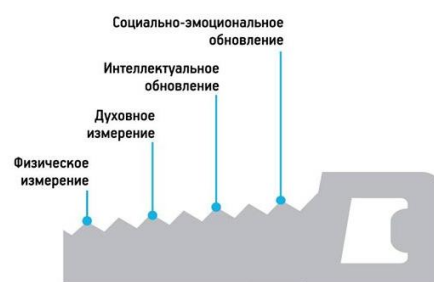 Социально-эмоциональное
обновление
Интеллектуальное
обновление
Духовное
измерение
Физическое
измерение